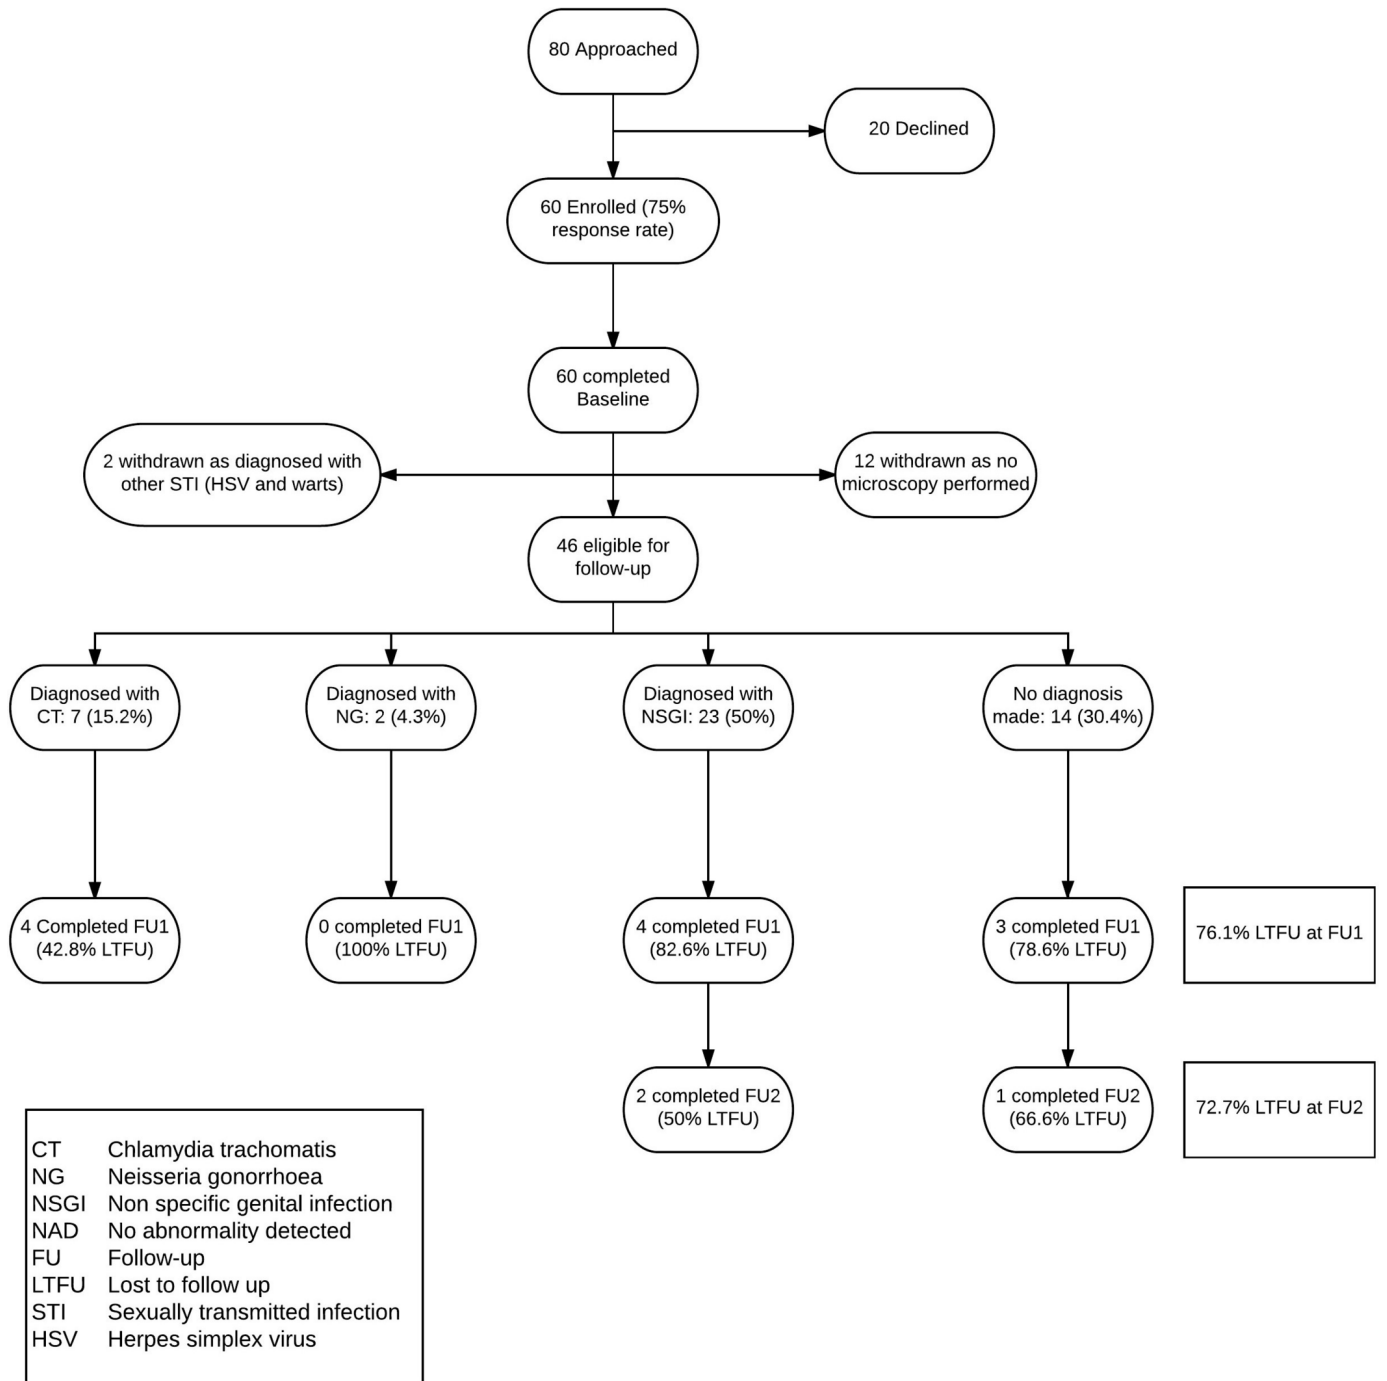 80 Approached
20 Declined
60 Enrolled (75%
response rate)
60 completed
Baseline
2 withdrawn as diagnosed with
other STI (HSV and warts)
12 withdrawn as no
microscopy performed
46 eligible for
follow-up
Diagnosed with
CT: 7 (15.2%)
Diagnosed with
NG: 2 (4.3%)
Diagnosed with
NSGI: 23 (50%)
No diagnosis
made: 14 (30.4%)
4 Completed FU1
(42.8% LTFU)
0 completed FU1
(100% LTFU)
4 completed FU1
(82.6% LTFU)
3 completed FU1
(78.6% LTFU)
76.1% LTFU at FU1
2 completed FU2
(50% LTFU)
1 completed FU2
(66.6% LTFU)
72.7% LTFU at FU2
CT Chlamydia trachomatis
NG Neisseria gonorrhoea
NSGI Non specific genital infection
NAD No abnormality detected
FU Follow-up
LTFU Lost to follow up
STI Sexually transmitted infection
HSV Herpes simplex virus